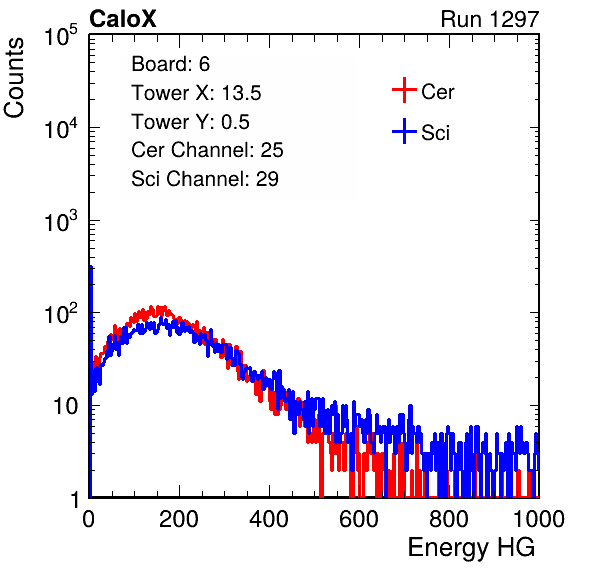 CaloX Run 1297
Counts
10^5
10^4
10^3
10^2
10
1
Board: 6
Tower X: 13.5
Tower Y: 0.5
Cer Channel: 25
Sci Channel: 29
Cer
Sci
0 200 400 600 800 1000
Energy HG